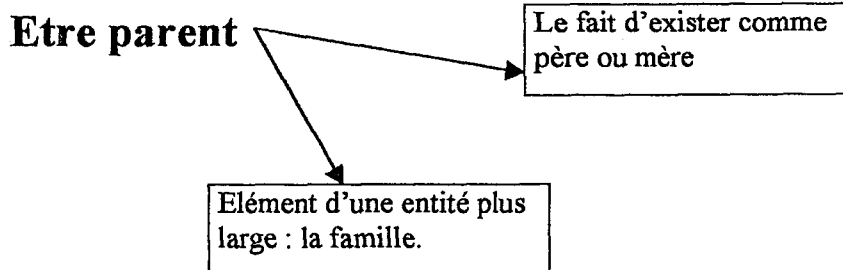 Etre parent
Le fait d'exister comme
père ou mère
Elément d'une entité plus
large : la famille.